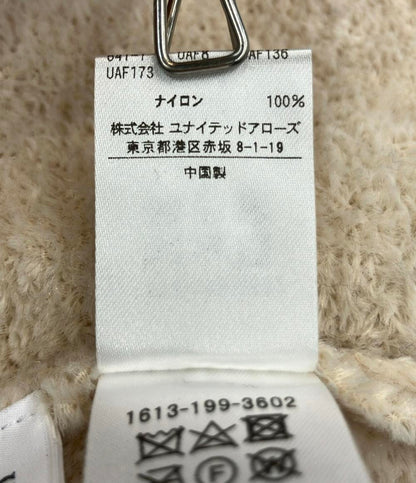 UAF173
ナイロン 100%
株式会社 ユナイテッドアローズ
東京都港区赤坂 8-1-19
中国製
1613-199-3602